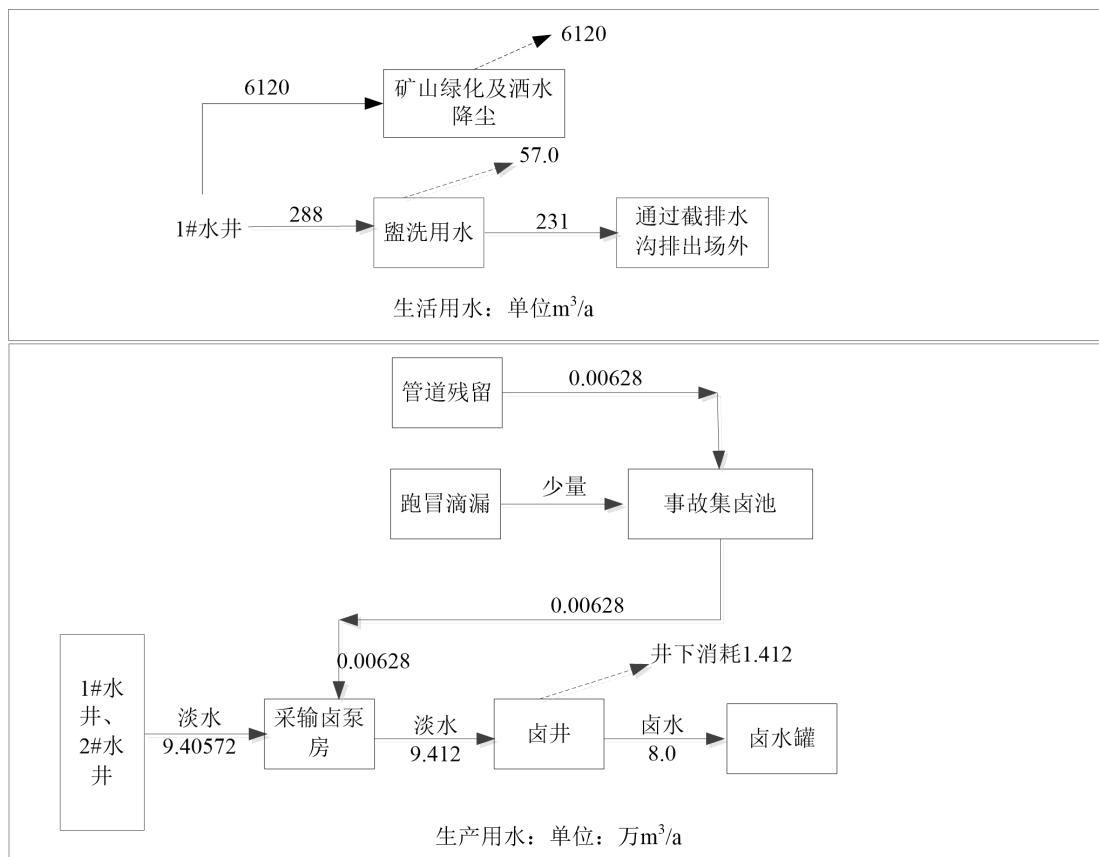 6120
6120
矿山绿化及洒水
降尘
57.0
1#水井
288
盥洗用水
231
通过截排水
沟排出场外
生活用水：单位m³/a
管道残留
0.00628
跑冒滴漏
少量
事故集卤池
0.00628
0.00628
井下消耗1.412
1#水
井、
2#水
井
淡水
9.40572
采输卤泵
房
淡水
9.412
卤井
卤水
8.0
卤水罐
生产用水：单位：万m³/a